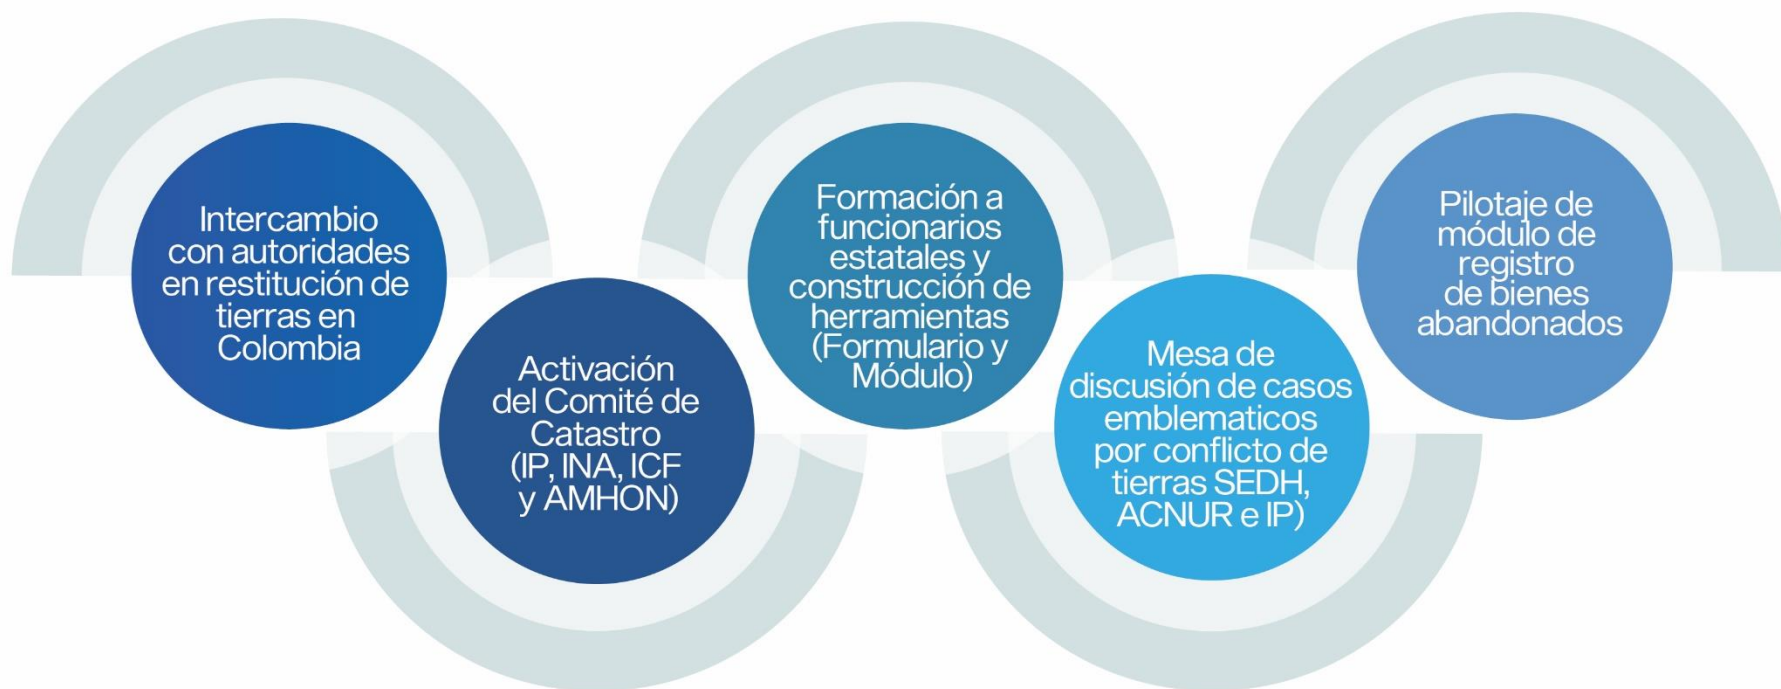 Intercambio
con autoridades
en restitución de
tierras en
Colombia
Activación
del Comité de
Catastro
(IP, INA, ICF
y AMHON)
Formación a
funcionarios
estatales y
construcción de
herramientas
(Formulario y
Módulo)
Mesa de
discusión de casos
emblematicos
por conflicto de
tierras SEDH,
ACNUR e IP)
Pilotaje de
módulo de
registro
de bienes
abandonados